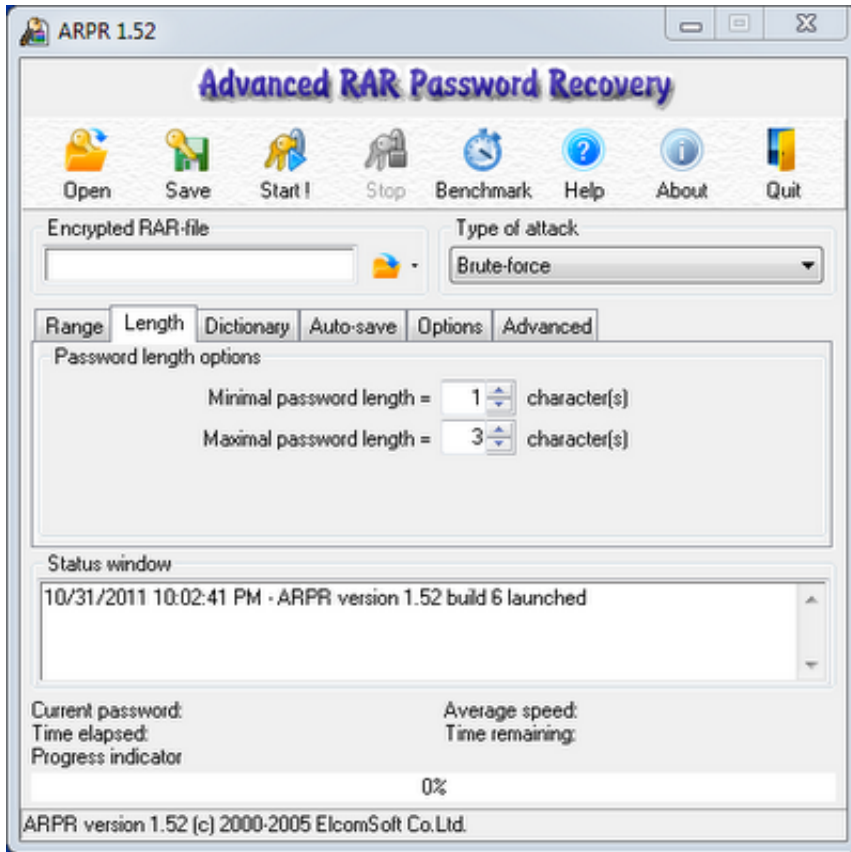 ARPR 1.52
Advanced RAR Password Recovery
Open Save Start! Stop Benchmark Help About Quit
Encrypted RAR-file Type of attack
Brute-force
Range Length Dictionary Auto-save Options Advanced
Password length options
Minimal password length = 1 character(s)
Maximal password length = 3 character(s)
Status window
10/31/2011 10:02:41 PM - ARPR version 1.52 build 6 launched
Current password: Average speed:
Time elapsed: Time remaining:
Progress indicator
0%
ARPR version 1.52 (c) 2000-2005 ElcomSoft Co.Ltd.